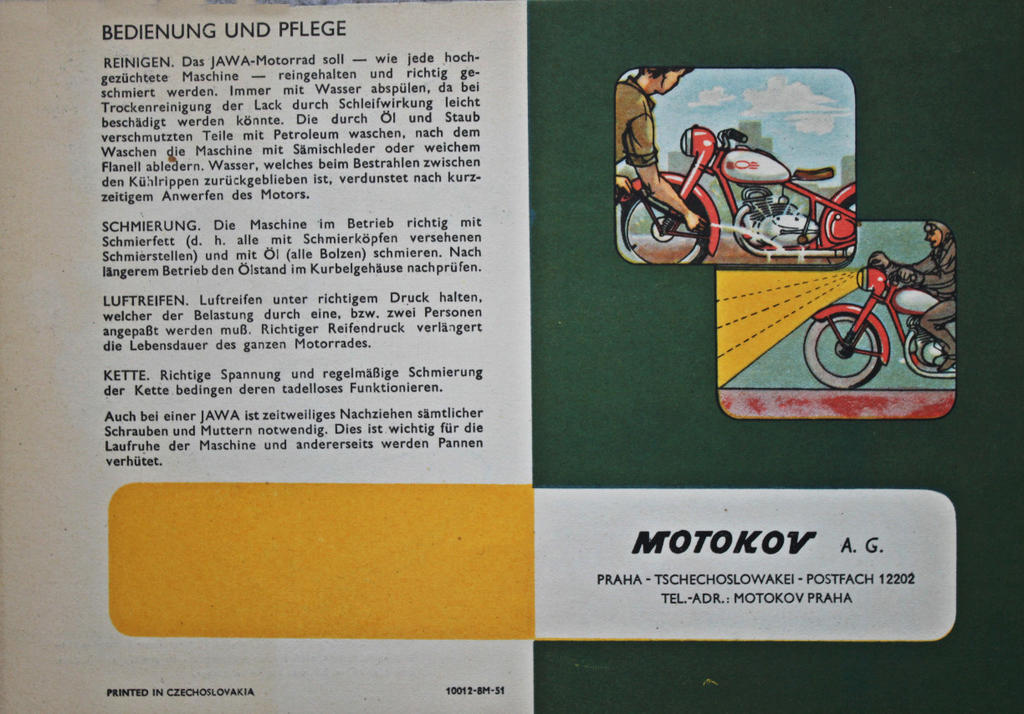 BEDIENUNG UND PFLEGE
REINIGEN. Das JAWA-Motorrad soll — wie jede hoch-
gezüchtete Maschine — reingehalten und richtig ge-
schmiert werden. Immer mit Wasser abspülen, da bei
Trockenreinigung der Lack durch Schleifwirkung leicht
beschädigt werden könnte. Die durch Öl und Staub
verschmutzten Teile mit Petroleum waschen, nach dem
Waschen die Maschine mit Sämischleder oder weichem
Flanell abledern. Wasser, welches beim Bestrahlen zwischen
den Kühlrippen zurückgeblieben ist, verdunstet nach kurz-
zeitigem Anwerfen des Motors.
SCHMIERUNG. Die Maschine im Betrieb richtig mit
Schmierfett (d. h. alle mit Schmierköpfen versehenen
Schmierstellen) und mit Öl (alle Bolzen) schmieren. Nach
längerem Betrieb den Ölstand im Kurbelgehäuse nachprüfen.
LUFTREIFEN. Luftreifen unter richtigem Druck halten,
welcher der Belastung durch eine, bzw. zwei Personen
angepaßt werden muß. Richtiger Reifendruck verlängert
die Lebensdauer des ganzen Motorrades.
KETTE. Richtige Spannung und regelmäßige Schmierung
der Kette bedingen deren tadelloses Funktionieren.
Auch bei einer JAWA ist zeitweiliges Nachziehen sämtlicher
Schrauben und Muttern notwendig. Dies ist wichtig für die
Laufruhe der Maschine und andererseits werden Pannen
verhütet.
MOTOKOV A. G.
PRAHA - TSCHECHOSLOWAKEI - POSTFACH 12202
TEL.-ADR.: MOTOKOV PRAHA
PRINTED IN CZECHOSLOVAKIA 10012-8M-51